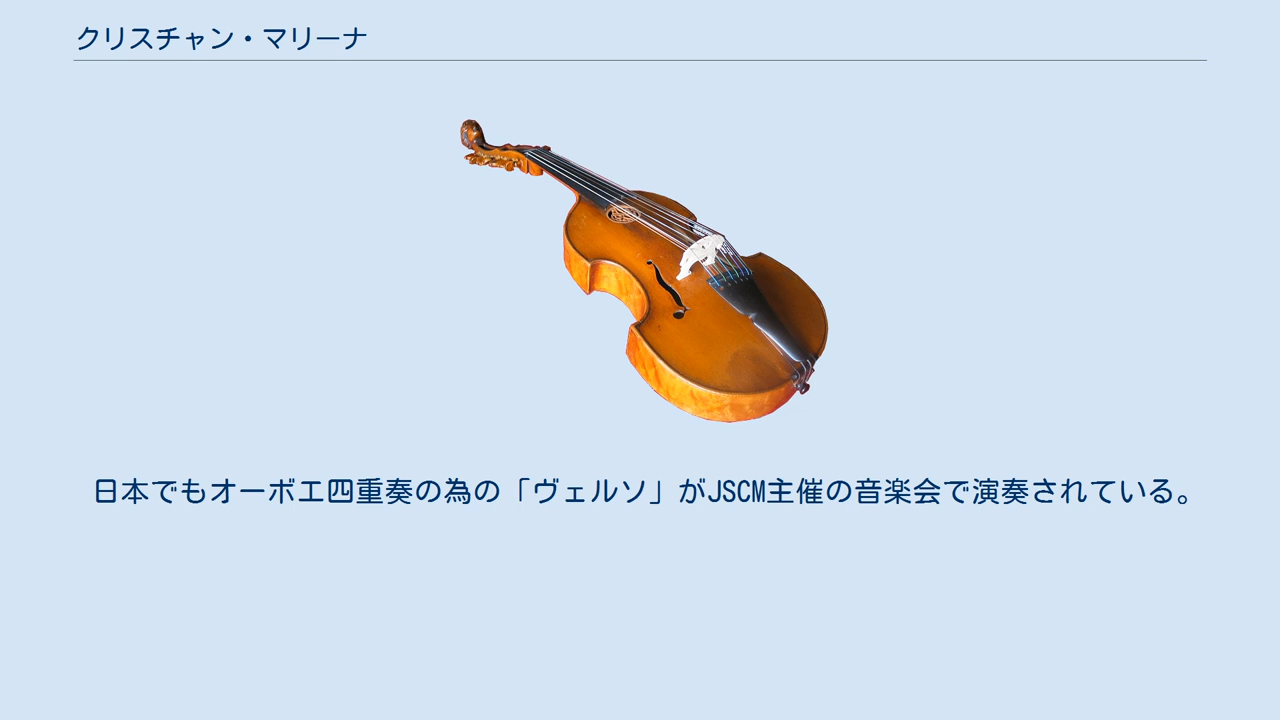 クリスチャン・マリーナ
日本でもオーボエ四重奏の為の「ヴェルソ」がJSCM主催の音楽会で演奏されている。